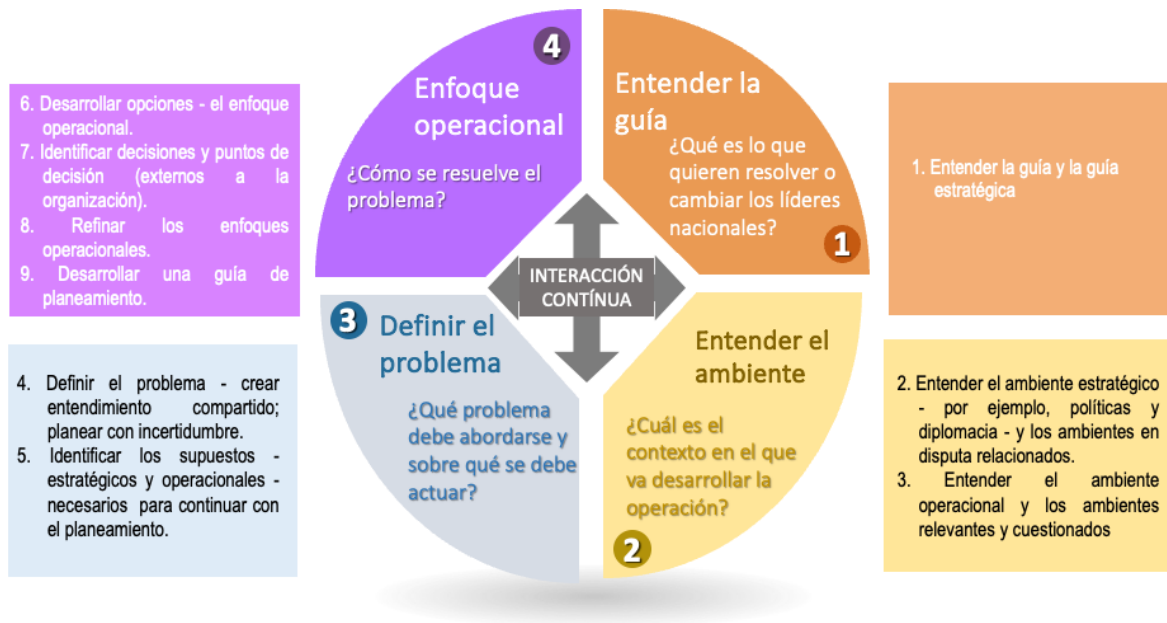 6. Desarrollar opciones - el enfoque
operacional.
7. Identificar decisiones y puntos de
decisión (externos a la
organización).
8. Refinar los enfoques
operacionales.
9. Desarrollar una guía de
planeamiento.
4
Enfoque
operacional
¿Cómo se resuelve el
problema?
Entender la
guía
¿Qué es lo que
quieren resolver o
cambiar los líderes
nacionales?
1
1. Entender la guía y la guía
estratégica
INTERACCIÓN
CONTÍNUA
4. Definir el problema - crear
entendimiento compartido;
planear con incertidumbre.
5. Identificar los supuestos -
estratégicos y operacionales -
necesarios para continuar con
el planeamiento.
3
Definir el
problema
¿Qué problema
debe abordarse y
sobre qué se debe
actuar?
Entender el
ambiente
¿Cuál es el
contexto en el que
va desarrollar la
operación?
2
2. Entender el ambiente estratégico
- por ejemplo, políticas y
diplomacia - y los ambientes en
disputa relacionados.
3. Entender el ambiente
operacional y los ambientes
relevantes y cuestionados